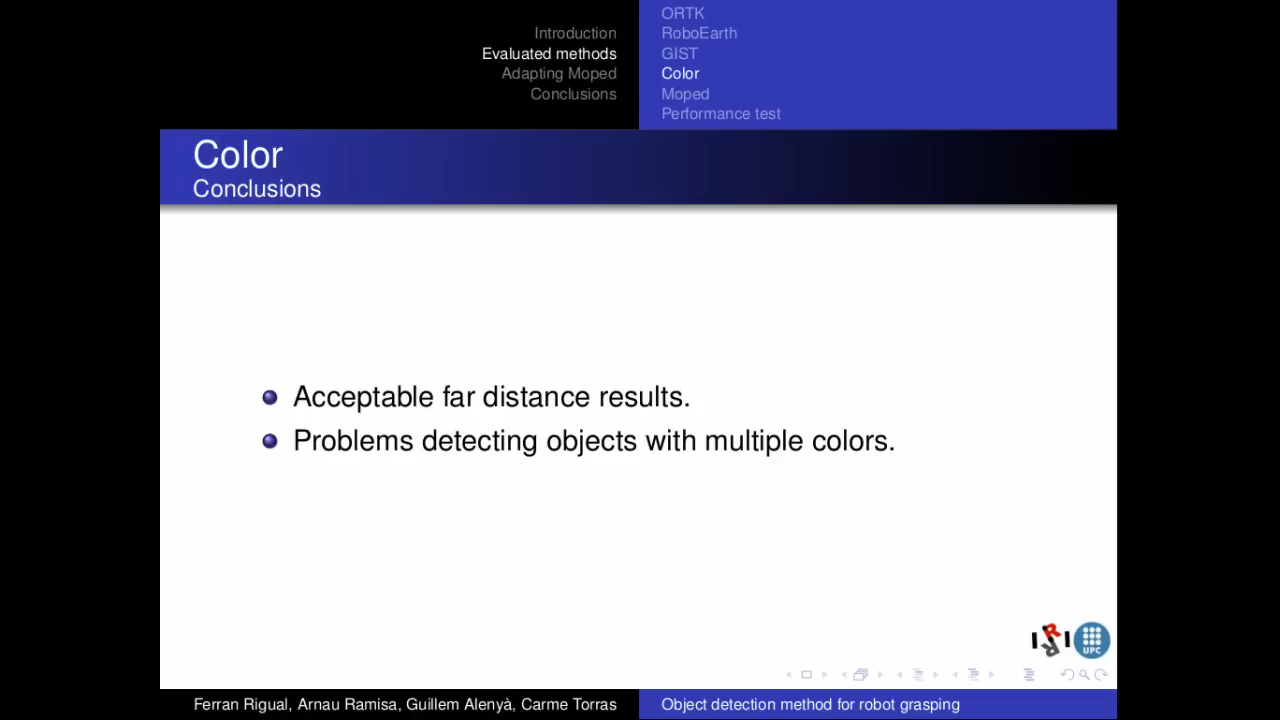 Introduction
Evaluated methods
Adapting Moped
Conclusions
ORTK
RoboEarth
GIST
Color
Moped
Performance test
Color
Conclusions
Acceptable far distance results.
Problems detecting objects with multiple colors.
IRI
UPC
Ferran Rigual, Arnau Ramisa, Guillem Alenyà, Carme Torras
Object detection method for robot grasping